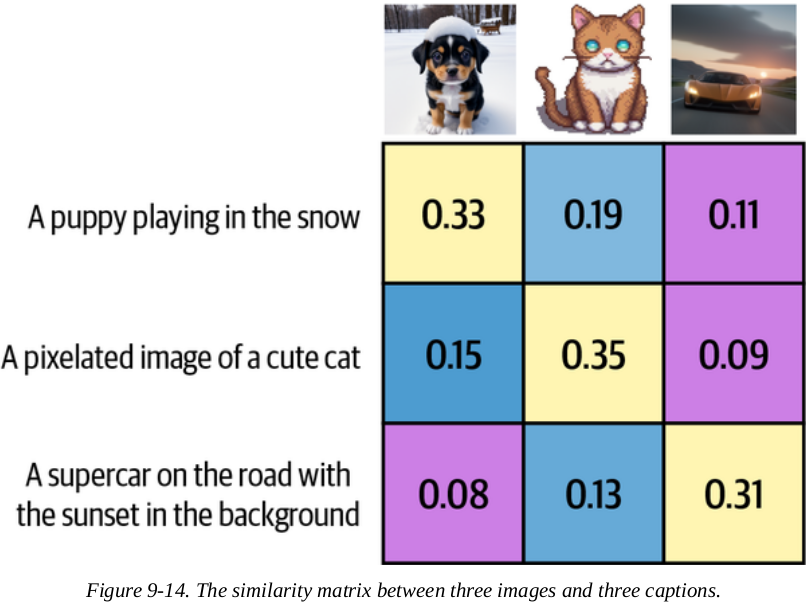 A puppy playing in the snow
0.33 0.19 0.11
A pixelated image of a cute cat
0.15 0.35 0.09
A supercar on the road with
the sunset in the background
0.08 0.13 0.31
Figure 9-14. The similarity matrix between three images and three captions.